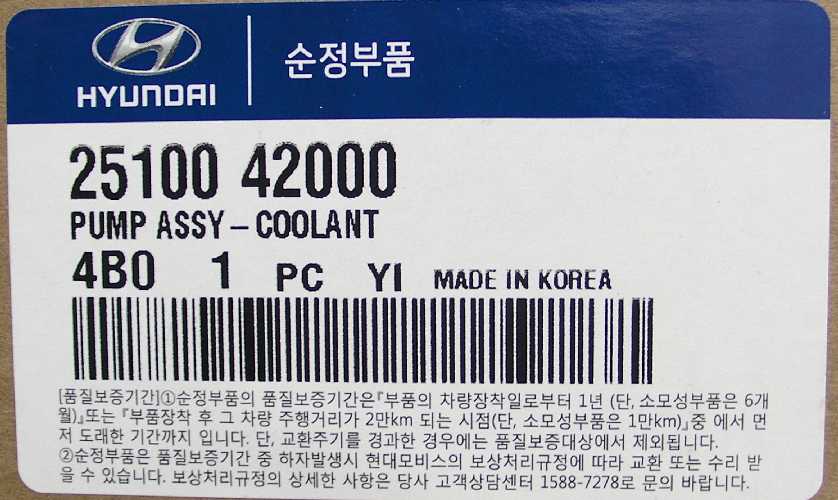 HYUNDAI
순정부품
25100 42000
PUMP ASSY – COOLANT
4B0 1 PC YI MADE IN KOREA
[품질보증기간]①순정부품의 품질보증기간은『부품의 차량장착일로부터 1년 (단, 소모성부품은 6개
월)』또는 『부품장착 후 그 차량 주행거리가 2만km 되는 시점(단, 소모성부품은 1만km)』중 에서 먼
저 도래한 기간까지 입니다. 단, 교환주기를 경과한 경우에는 품질보증대상에서 제외됩니다.
②순정부품은 품질보증기간 중 하자발생시 현대모비스의 보상처리규정에 따라 교환 또는 수리 받
을 수 있습니다. 보상처리규정의 상세한 사항은 당사 고객상담센터 1588-7278로 문의 바랍니다.